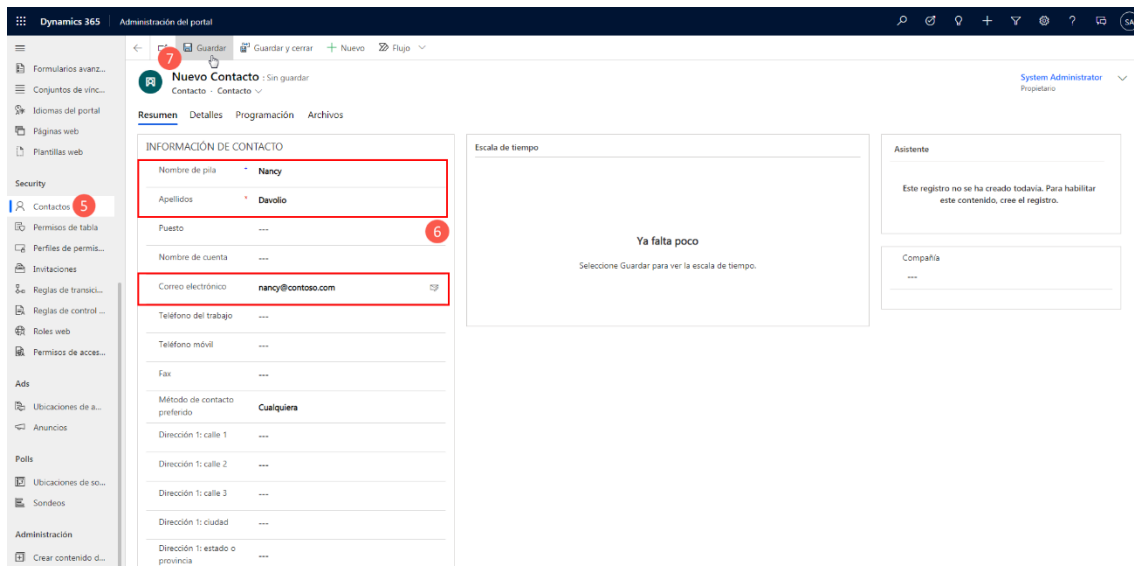 Dynamics 365 Administración del portal SA
Guardar Guardar y cerrar Nuevo Flujo
7
Nuevo Contacto : Sin guardar
Contacto · Contacto
System Administrator
Propietario
Resumen Detalles Programación Archivos
Formularios avanz...
Conjuntos de vínc...
Idiomas del portal
Páginas web
Plantillas web
Security
Contactos 5
Permisos de tabla
Perfiles de permis...
Invitaciones
Reglas de transici...
Reglas de control ...
Roles web
Permisos de acces...
Ads
Ubicaciones de a...
Anuncios
Polls
Ubicaciones de so...
Sondeos
Administración
Crear contenido d...
INFORMACIÓN DE CONTACTO
Nombre de pila * Nancy
Apellidos * Davolio
Puesto ---
6
Nombre de cuenta ---
Correo electrónico nancy@contoso.com
Teléfono del trabajo ---
Teléfono móvil ---
Fax ---
Método de contacto
preferido Cualquiera
Dirección 1: calle 1 ---
Dirección 1: calle 2 ---
Dirección 1: calle 3 ---
Dirección 1: ciudad ---
Dirección 1: estado o
provincia ---
Escala de tiempo
Ya falta poco
Seleccione Guardar para ver la escala de tiempo.
Asistente
Este registro no se ha creado todavía. Para habilitar
este contenido, cree el registro.
Compañía
---